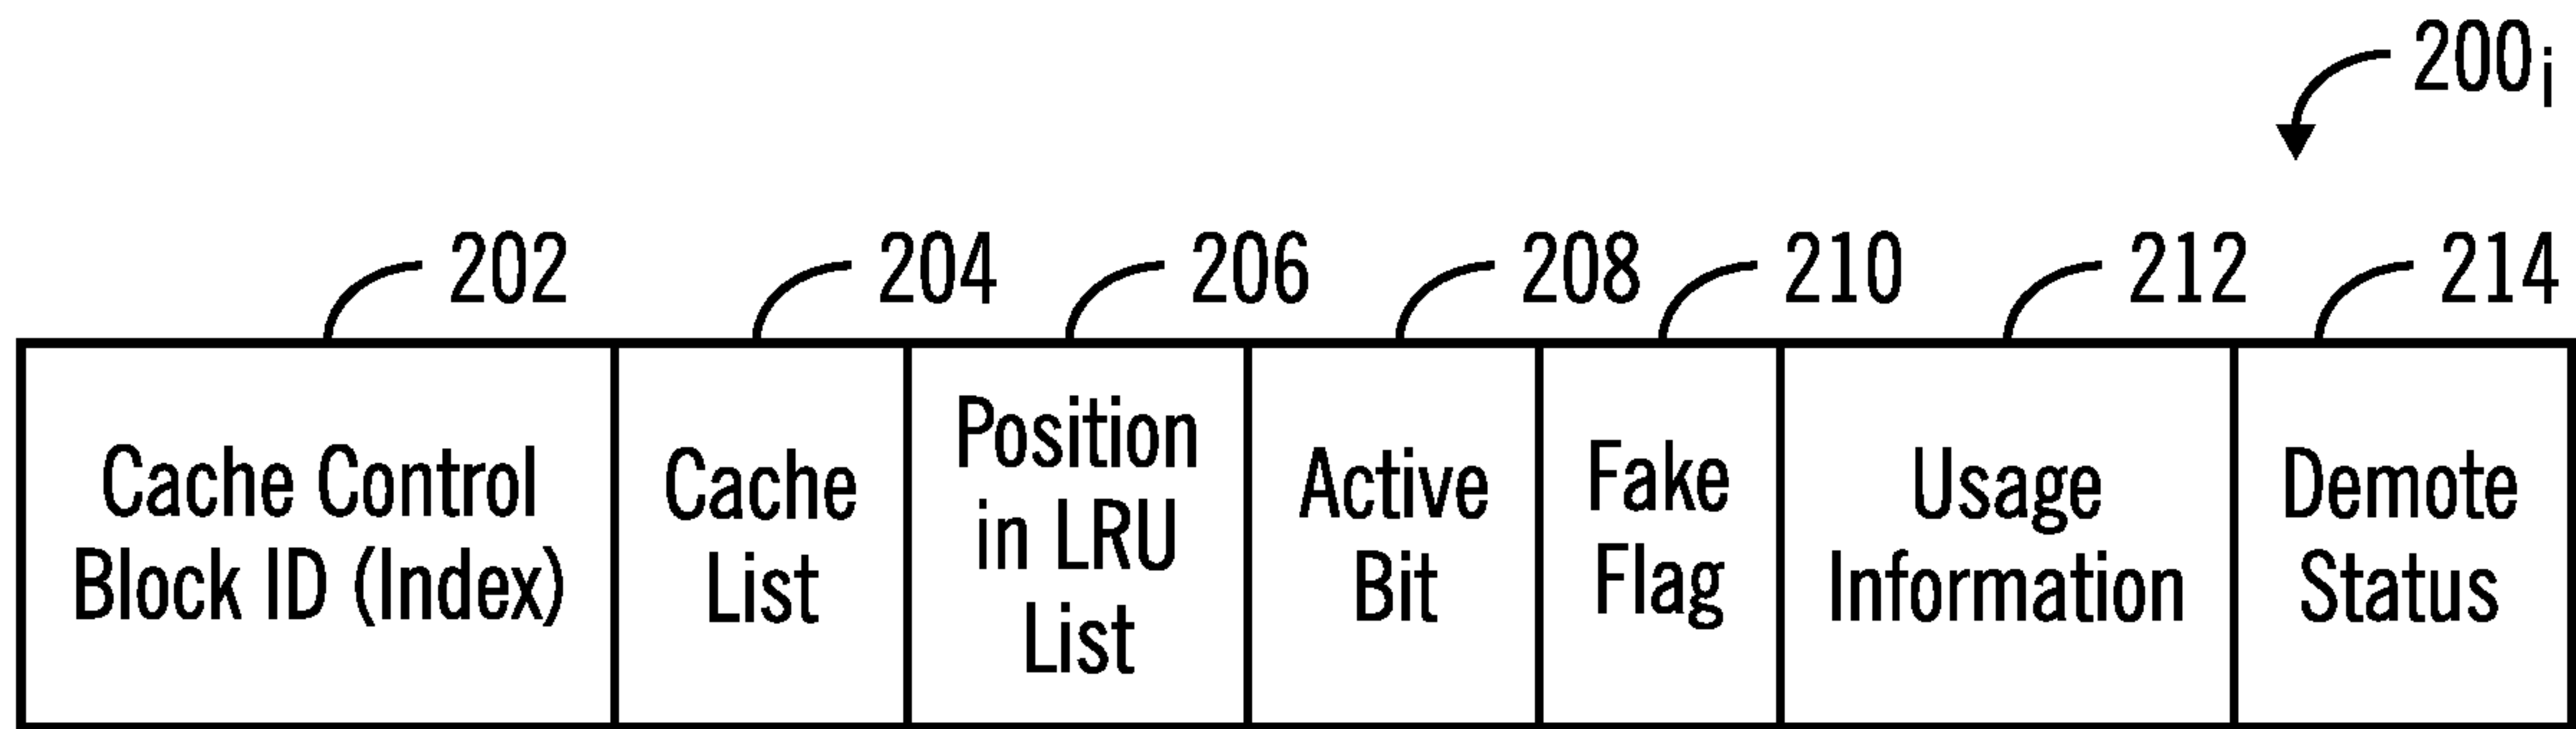 200i
202
204
206
208
210
212
214
Cache Control
Block ID (Index)
Cache
List
Position
in LRU
List
Active
Bit
Fake
Flag
Usage
Information
Demote
Status